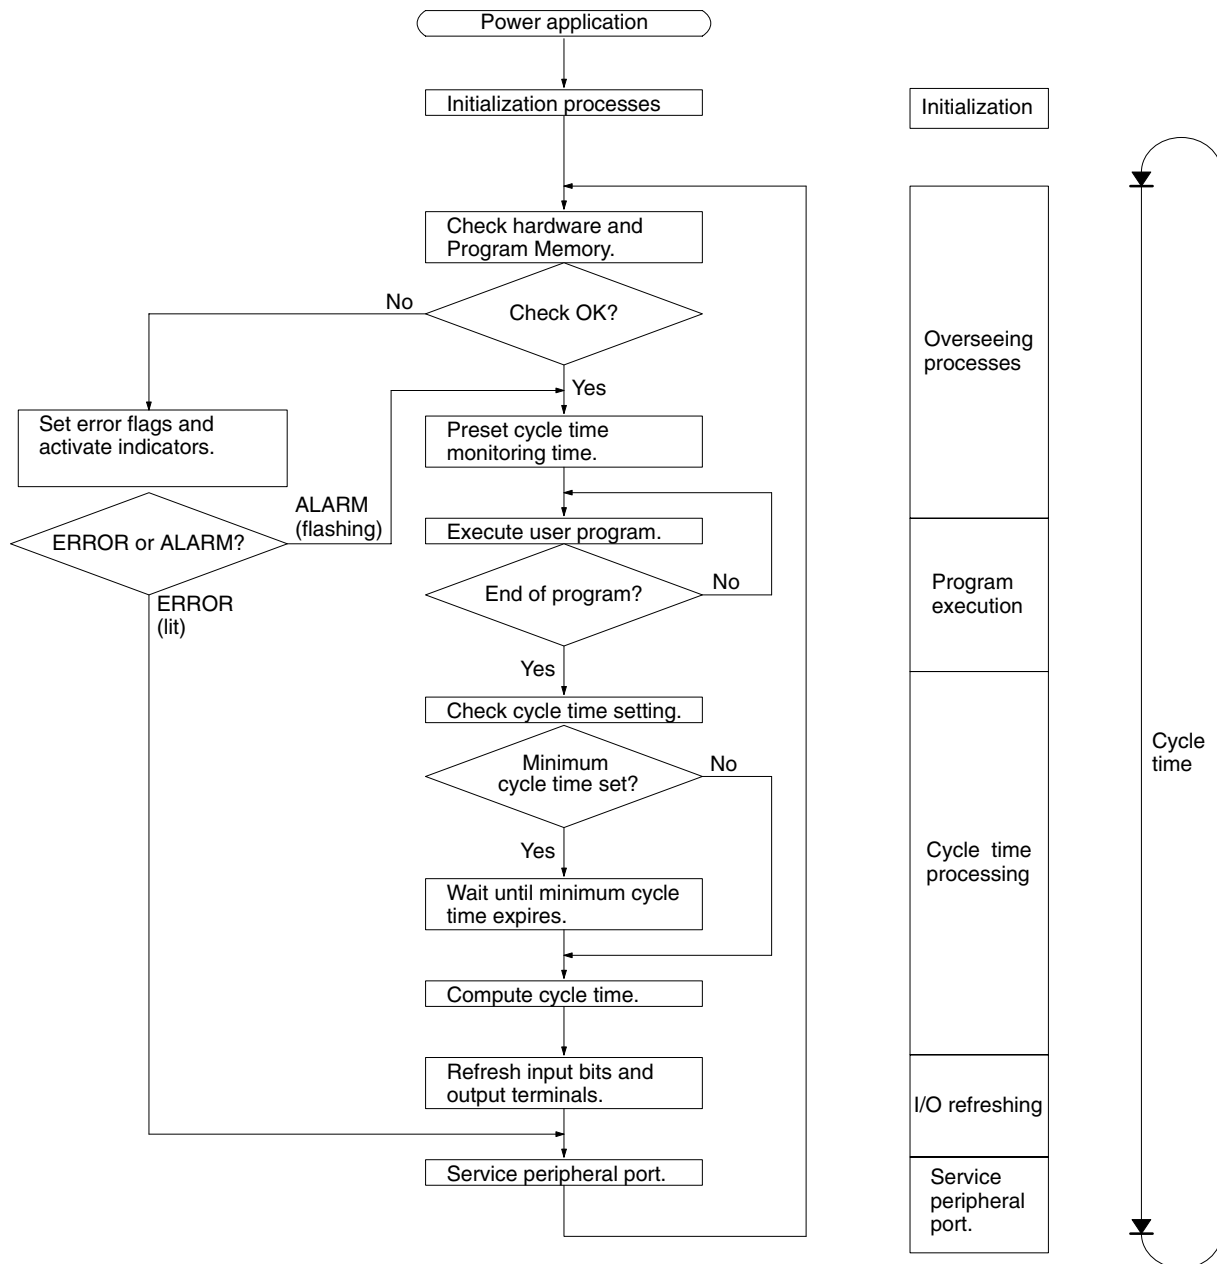 Power application
Initialization processes
Initialization
Check hardware and
Program Memory.
No
Check OK?
Yes
Overseeing
processes
Set error flags and
activate indicators.
Preset cycle time
monitoring time.
ALARM
(flashing)
ERROR or ALARM?
Execute user program.
ERROR
(lit)
End of program?
No
Program
execution
Yes
Check cycle time setting.
Minimum
cycle time set?
No
Cycle
time
Yes
Cycle time
processing
Wait until minimum cycle
time expires.
Compute cycle time.
Refresh input bits and
output terminals.
I/O refreshing
Service peripheral port.
Service
peripheral
port.